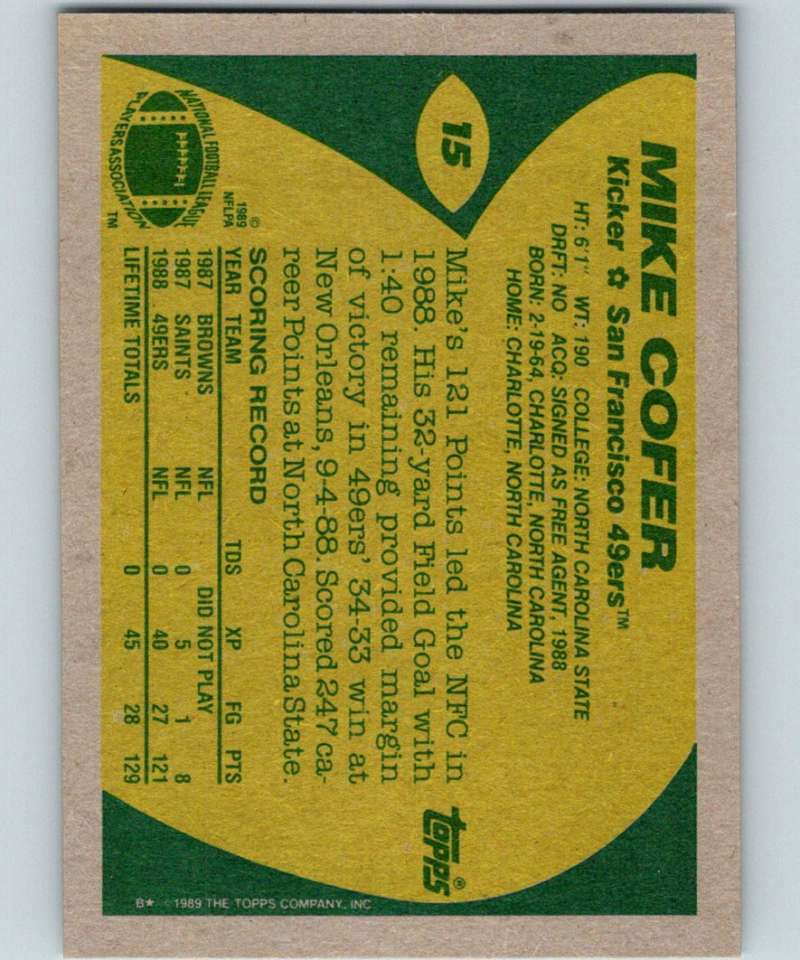 15
MIKE COFER
Kicker ✩ San Francisco 49ers™
HT: 6'1" WT: 190 COLLEGE: NORTH CAROLINA STATE
DRFT: NO ACQ: SIGNED AS FREE AGENT, 1988
BORN: 2-19-64, CHARLOTTE, NORTH CAROLINA
HOME: CHARLOTTE, NORTH CAROLINA
topps®
Mike's 121 Points led the NFC in
1988. His 32-yard Field Goal with
1:40 remaining provided margin
of victory in 49ers' 34-33 win at
New Orleans, 9-4-88. Scored 247 ca-
reer Points at North Carolina State.
SCORING RECORD
YEAR TEAM TDS XP FG PTS
1987 BROWNS NFL DID NOT PLAY
1987 SAINTS NFL 0 5 1 8
1988 49ERS NFL 0 40 27 121
LIFETIME TOTALS 0 45 28 129
NATIONAL FOOTBALL LEAGUE
PLAYERS ASSOCIATION
TM
©
1989
NFLPA
B★ ©1989 THE TOPPS COMPANY, INC